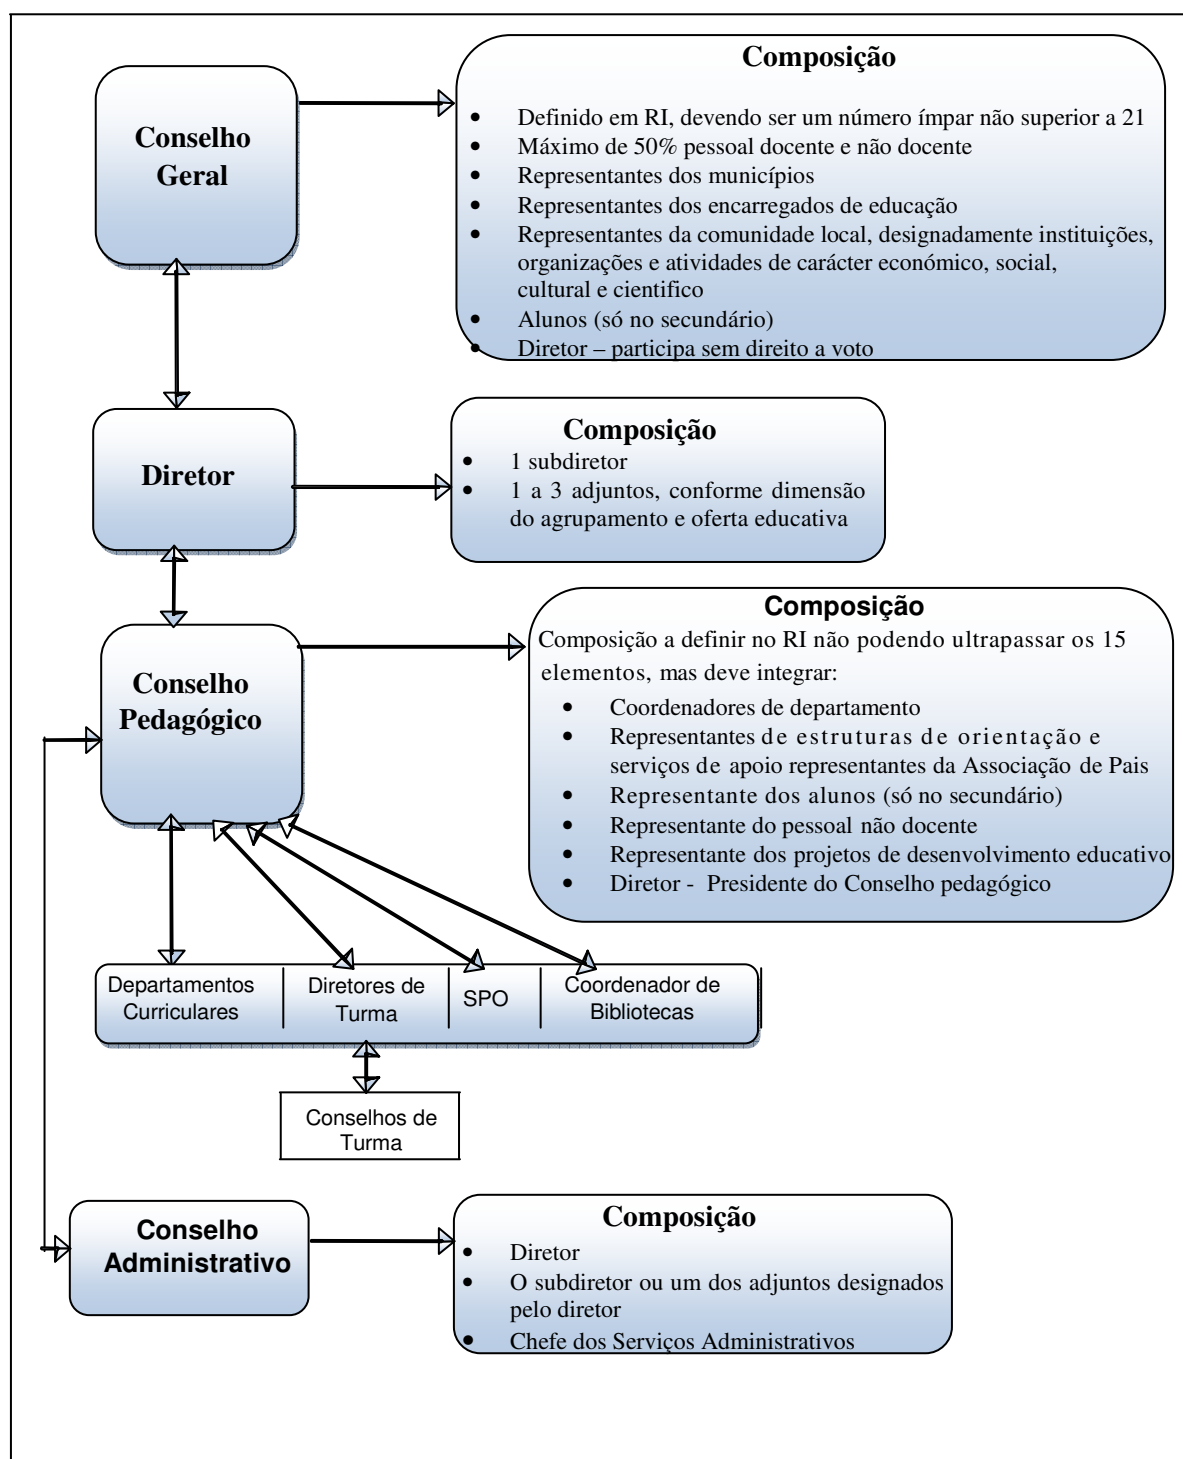 Conselho
Geral
Composição
• Definido em RI, devendo ser um número ímpar não superior a 21
• Máximo de 50% pessoal docente e não docente
• Representantes dos municípios
• Representantes dos encarregados de educação
• Representantes da comunidade local, designadamente instituições,
organizações e atividades de carácter económico, social,
cultural e cientifico
• Alunos (só no secundário)
• Diretor – participa sem direito a voto
Diretor
Composição
• 1 subdiretor
• 1 a 3 adjuntos, conforme dimensão
do agrupamento e oferta educativa
Conselho
Pedagógico
Composição
Composição a definir no RI não podendo ultrapassar os 15
elementos, mas deve integrar:
• Coordenadores de departamento
• Representantes de estruturas de orientação e
serviços de apoio representantes da Associação de Pais
• Representante dos alunos (só no secundário)
• Representante do pessoal não docente
• Representante dos projetos de desenvolvimento educativo
• Diretor - Presidente do Conselho pedagógico
Departamentos
Curriculares
Diretores de
Turma
SPO
Coordenador de
Bibliotecas
Conselhos de
Turma
Conselho
Administrativo
Composição
• Diretor
• O subdiretor ou um dos adjuntos designados
pelo diretor
• Chefe dos Serviços Administrativos